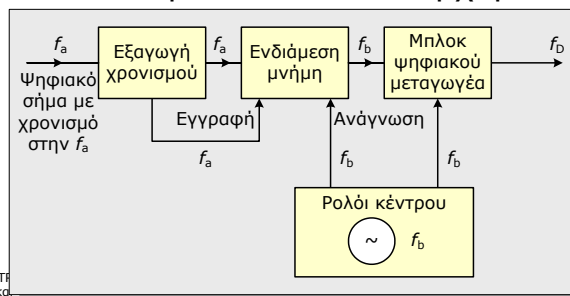 fa
Εξαγωγή
χρονισμού
fa
Ενδιάμεση
μνήμη
fb
Μπλοκ
ψηφιακού
μεταγωγέα
fD
Ψηφιακό
σήμα με
χρονισμό
στην fa
Εγγραφή
fa
Ανάγνωση
fb
fb
Ρολόι κέντρου
~
fb